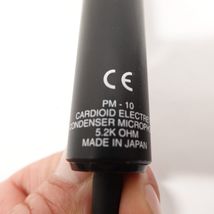 CE
PM-10
CARDIOID ELECTRE
CONDENSER MICROPH
5.2K OHM
MADE IN JAPAN